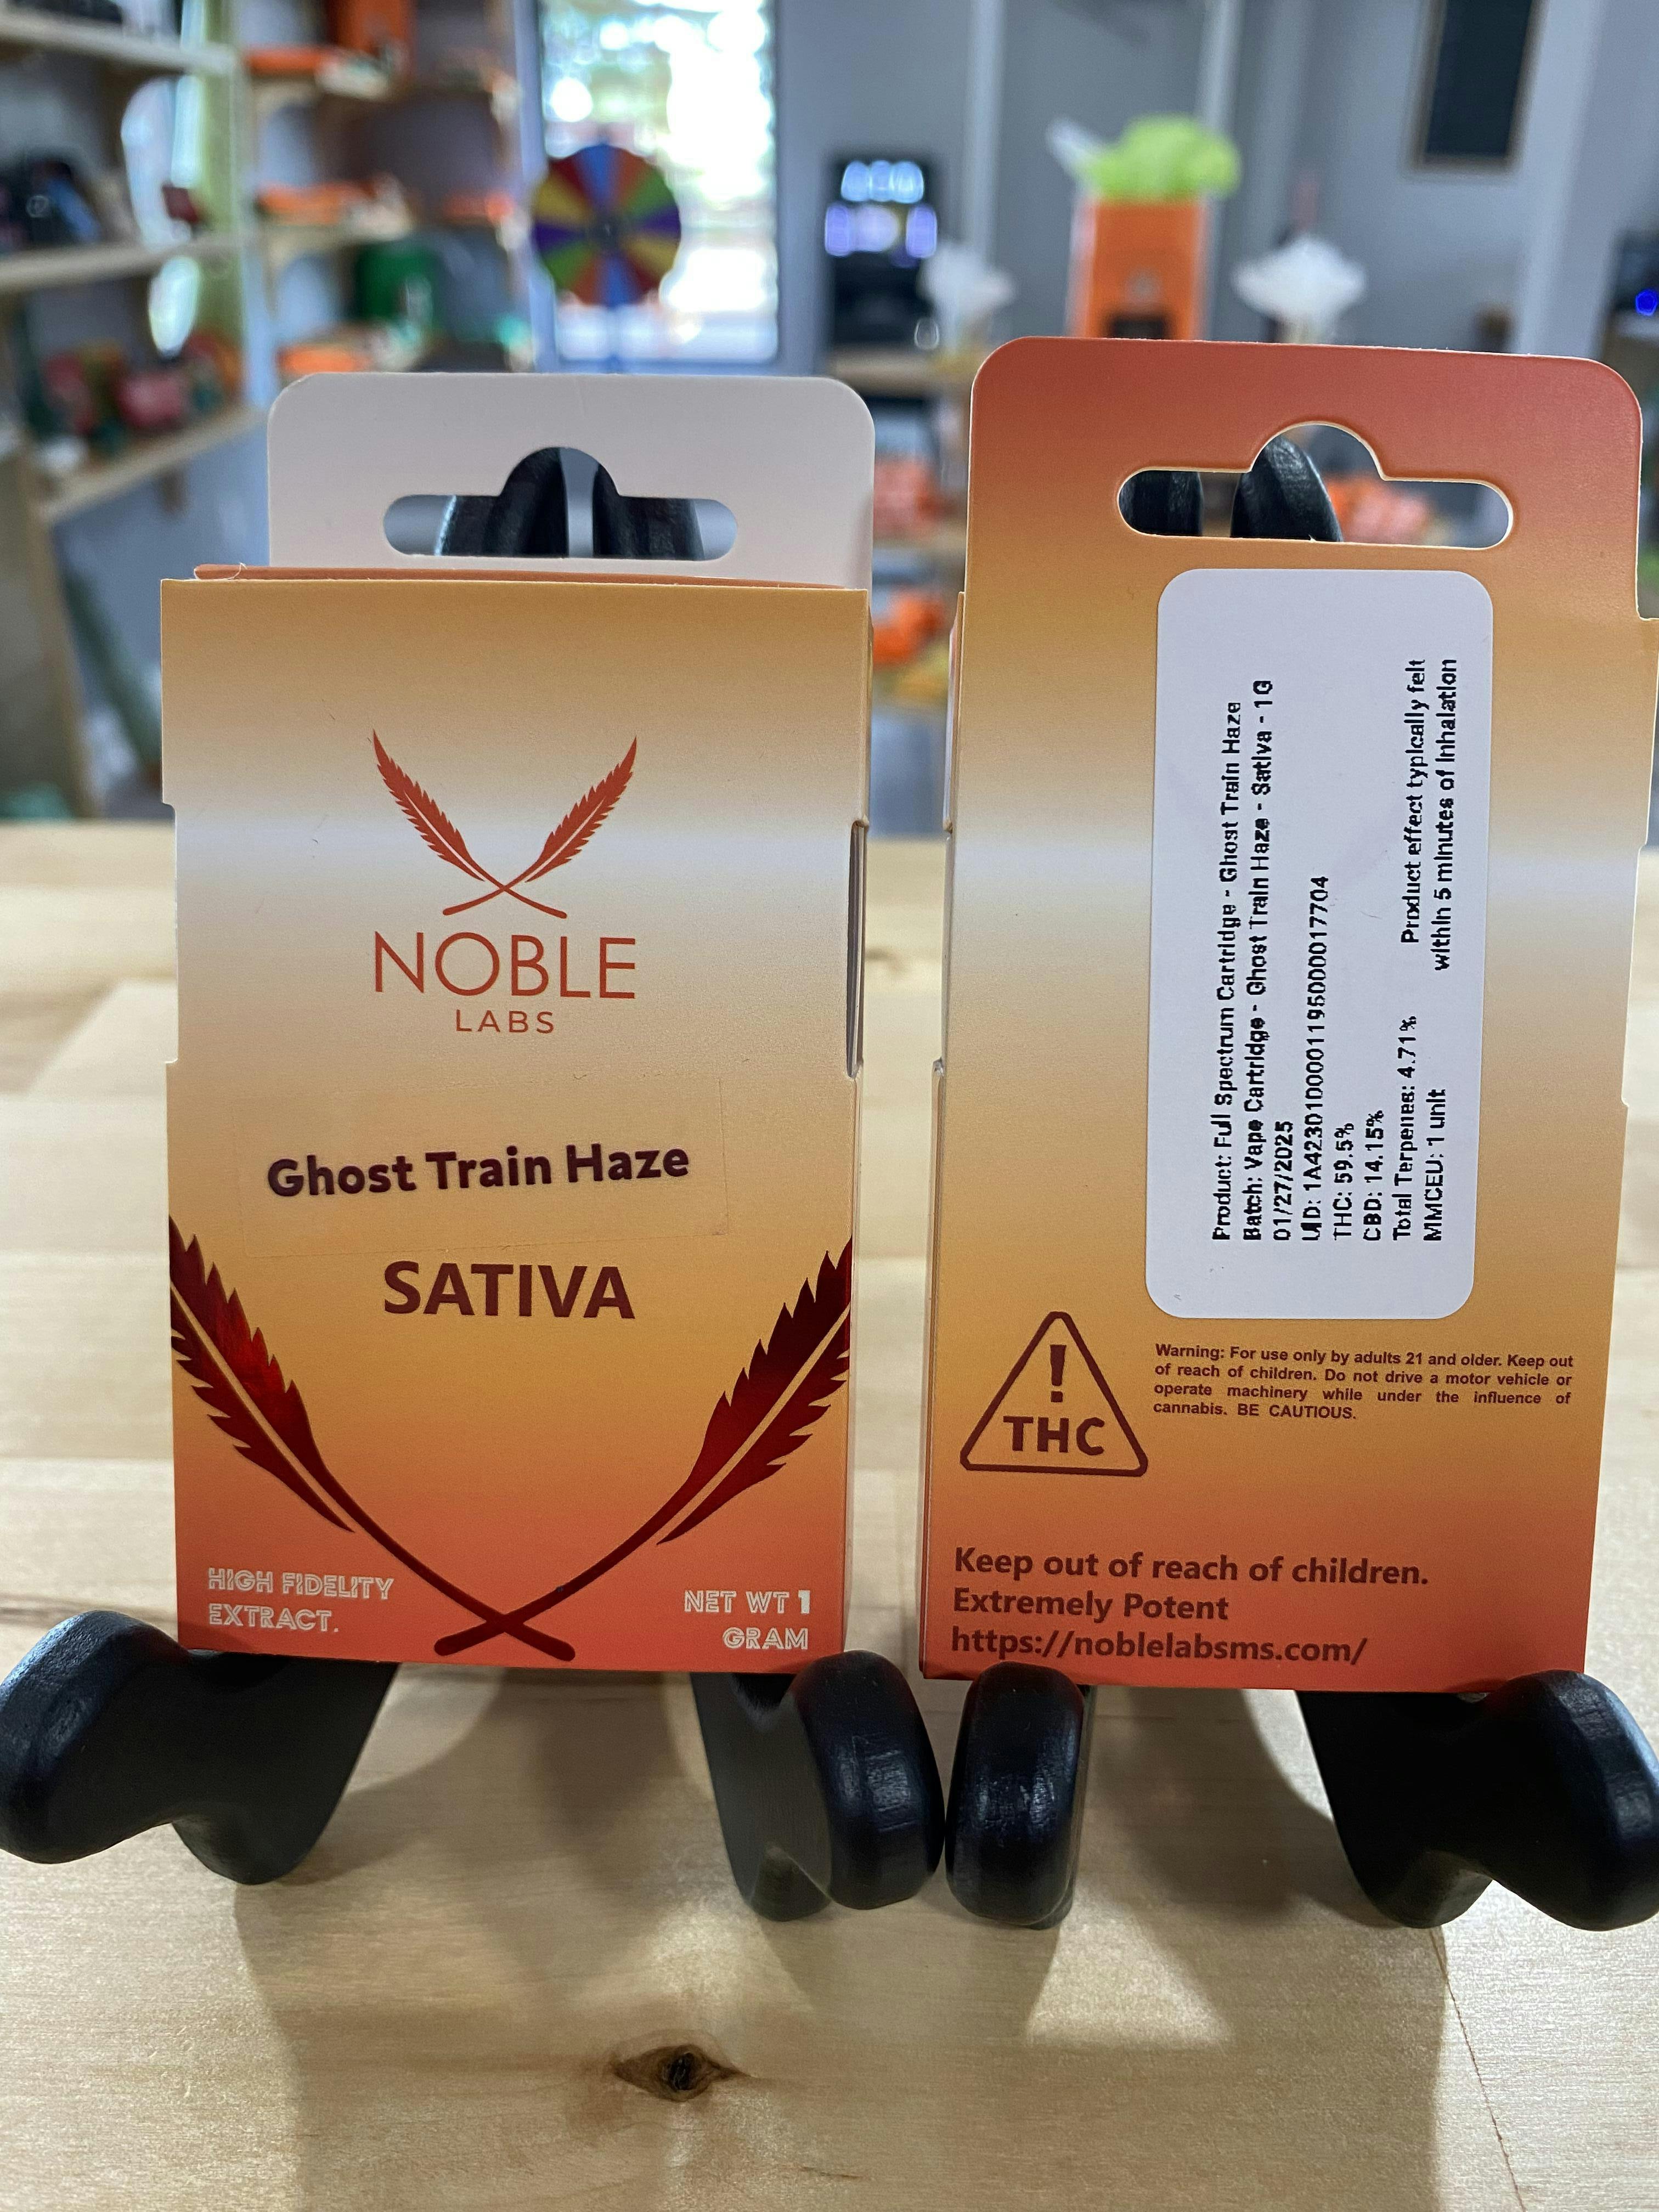 NOBLE
LABS
Ghost Train Haze
SATIVA
HIGH FIDELITY
EXTRACT.
NET WT 1
GRAM
Product: Full Spectrum Cartridge - Ghost Train Haze
Batch: Vape Cartridge - Ghost Train Haze - Sativa - 1G
01/27/2025
UID: 1A4230100001195000017704
THC: 59.5%
CBD: 14.15%
Total Terpenes: 4.71%
MMCEU: 1 unit
Product effect typically felt
within 5 minutes of inhalation
!
THC
Warning: For use only by adults 21 and older. Keep out
of reach of children. Do not drive a motor vehicle or
operate machinery while under the influence of
cannabis. BE CAUTIOUS.
Keep out of reach of children.
Extremely Potent
https://noblelabsms.com/